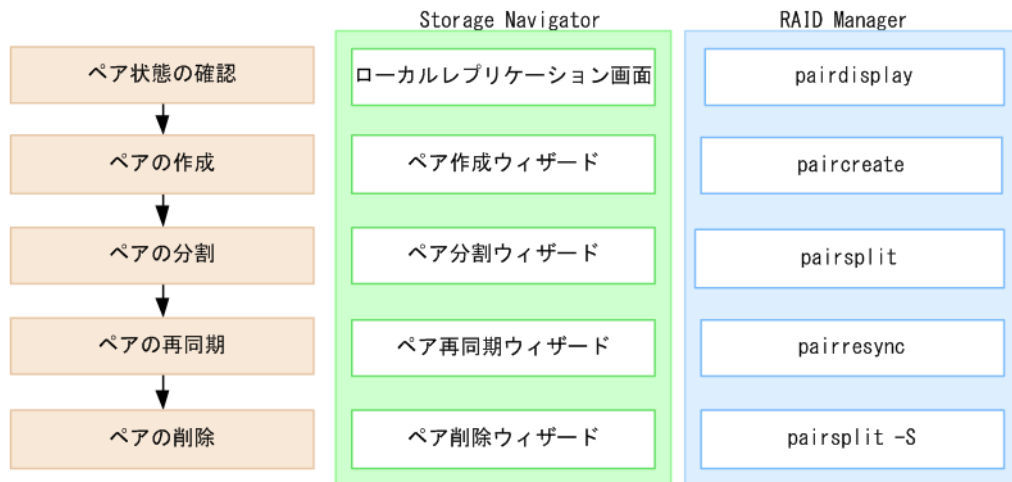 Storage Navigator
RAID Manager
ペア状態の確認
ローカルレプリケーション画面
pairdisplay
ペアの作成
ペア作成ウィザード
paircreate
ペアの分割
ペア分割ウィザード
pairsplit
ペアの再同期
ペア再同期ウィザード
pairresync
ペアの削除
ペア削除ウィザード
pairsplit -S